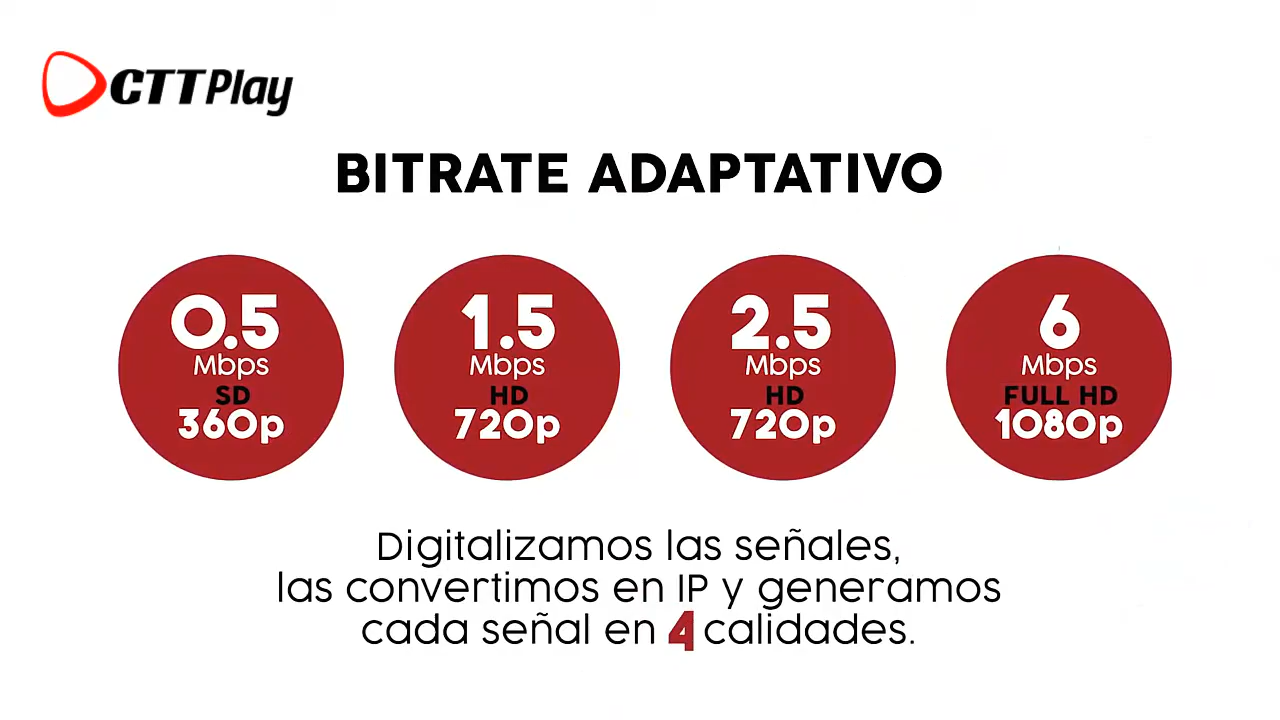 CTTPlay
BITRATE ADAPTATIVO
0.5
Mbps
SD
360p
1.5
Mbps
HD
720p
2.5
Mbps
HD
720p
6
Mbps
FULL HD
1080p
Digitalizamos las señales,
las convertimos en IP y generamos
cada señal en 4 calidades.